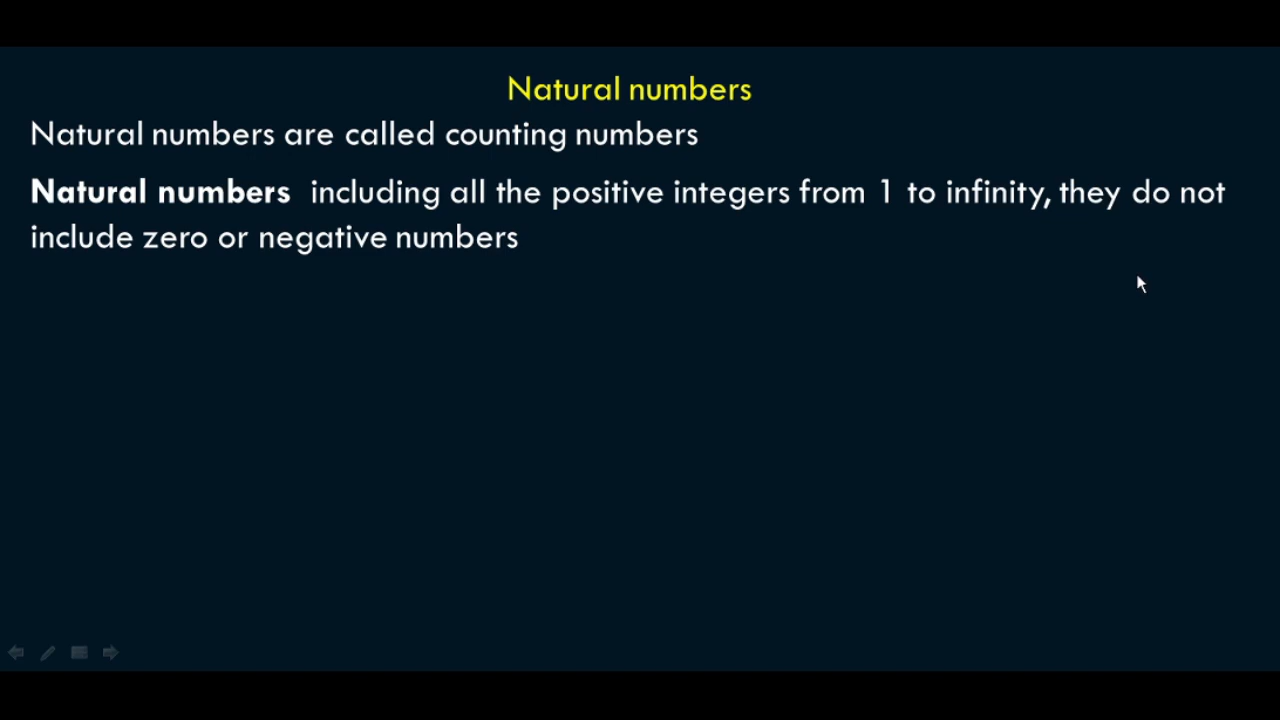 Natural numbers
Natural numbers are called counting numbers
Natural numbers including all the positive integers from 1 to infinity, they do not
include zero or negative numbers